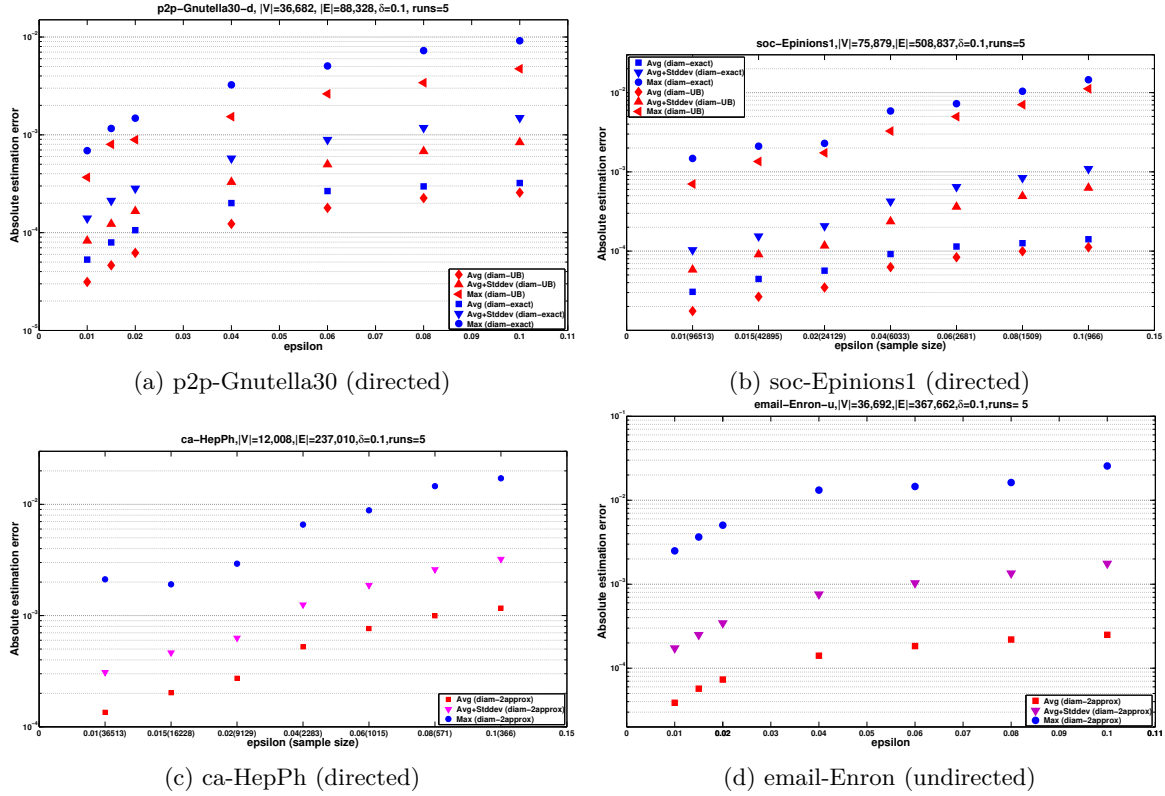 p2p-Gnutella30-d, |V|=36,682, |E|=88,328, δ=0.1, runs=5
Absolute estimation error
10⁻²
10⁻³
10⁻⁴
10⁻⁵
Avg (diam-UB)
Avg+Stddev (diam-UB)
Max (diam-UB)
Avg (diam-exact)
Avg+Stddev (diam-exact)
Max (diam-exact)
0 0.01 0.02 0.03 0.04 0.05 0.06 0.07 0.08 0.09 0.1 0.11
epsilon
(a) p2p-Gnutella30 (directed)
soc-Epinions1,|V|=75,879,|E|=508,837,δ=0.1,runs=5
Avg (diam-exact)
Avg+Stddev (diam-exact)
Max (diam-exact)
Avg (diam-UB)
Avg+Stddev (diam-UB)
Max (diam-UB)
Absolute estimation error
10⁻²
10⁻³
10⁻⁴
0 0.01(96513) 0.015(42895) 0.02(24129) 0.04(6033) 0.06(2681) 0.08(1509) 0.1(966) 0.15
epsilon (sample size)
(b) soc-Epinions1 (directed)
ca-HepPh,|V|=12,008,|E|=237,010,δ=0.1,runs=5
Absolute estimation error
10⁻²
10⁻³
10⁻⁴
Avg (diam-2approx)
Avg+Stddev (diam-2approx)
Max (diam-2approx)
0 0.01(36513) 0.015(16228) 0.02(9129) 0.04(2283) 0.06(1015) 0.08(571) 0.1(366) 0.15
epsilon (sample size)
(c) ca-HepPh (directed)
email-Enron-u,|V|=36,692,|E|=367,662,δ=0.1,runs= 5
Absolute estimation error
10⁻¹
10⁻²
10⁻³
10⁻⁴
Avg (diam-2approx)
Avg+Stddev (diam-2approx)
Max (diam-2approx)
0 0.01 0.02 0.03 0.04 0.05 0.06 0.07 0.08 0.09 0.1 0.11
epsilon
(d) email-Enron (undirected)